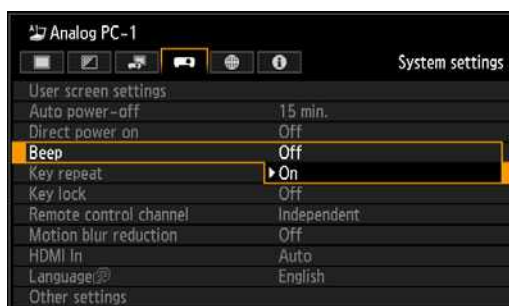 Analog PC-1
System settings
User screen settings
Auto power-off 15 min.
Direct power on Off
Beep Off
Key repeat On
Key lock Off
Remote control channel Independent
Motion blur reduction Off
HDMI In Auto
Language English
Other settings